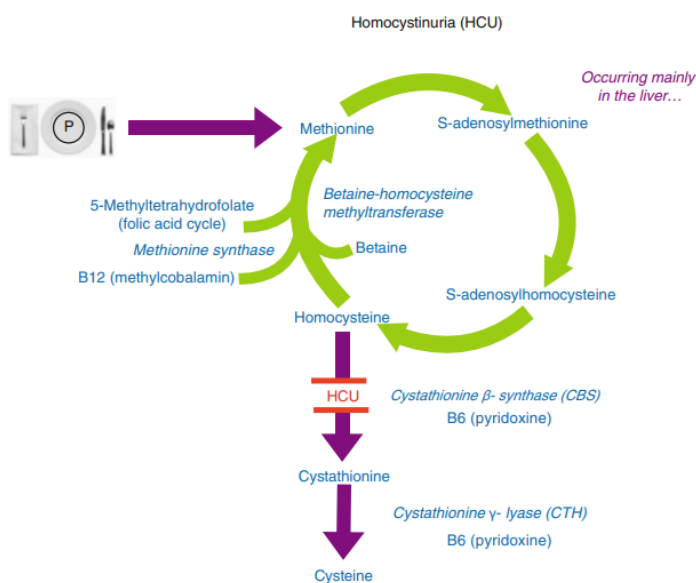 Homocystinuria (HCU)
Occurring mainly
in the liver…
P
Methionine
S-adenosylmethionine
5-Methyltetrahydrofolate
(folic acid cycle)
Betaine-homocysteine
methyltransferase
Methionine synthase
Betaine
B12 (methylcobalamin)
S-adenosylhomocysteine
Homocysteine
HCU
Cystathionine β- synthase (CBS)
B6 (pyridoxine)
Cystathionine
Cystathionine γ- lyase (CTH)
B6 (pyridoxine)
Cysteine